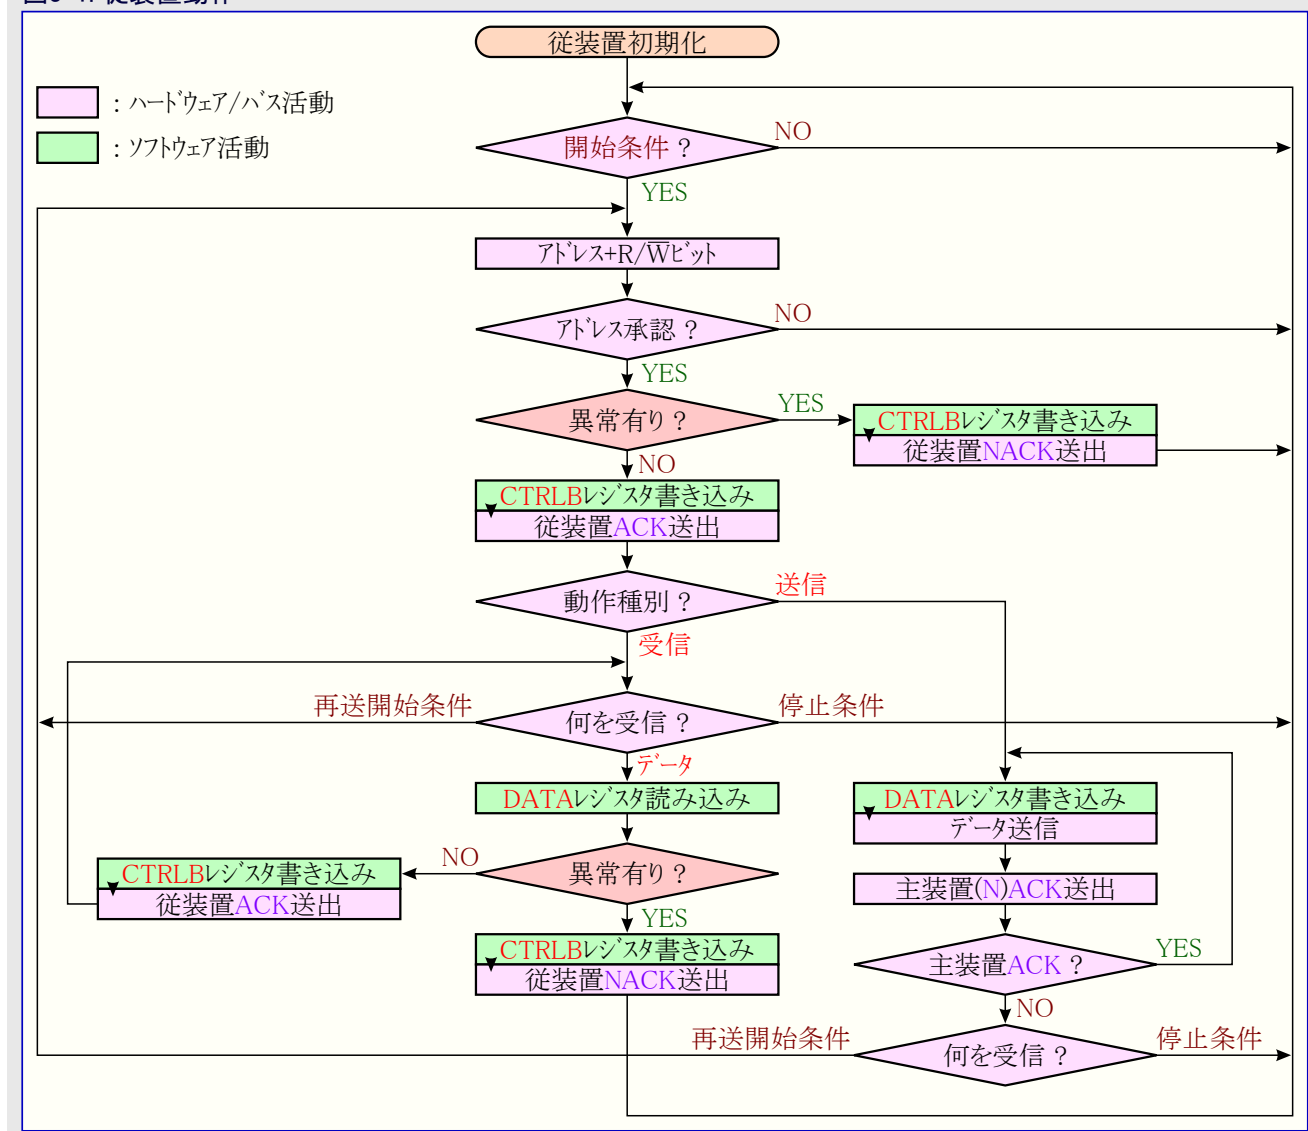 従装置初期化
：ハードウェア/バス活動
：ソフトウェア活動
開始条件？
NO
YES
アドレス+R/W̅ビット
アドレス承認？
NO
YES
異常有り？
YES
CTRLBレジスタ書き込み
従装置NACK送出
NO
CTRLBレジスタ書き込み
従装置ACK送出
動作種別？
送信
受信
再送開始条件
何を受信？
停止条件
データ
DATAレジスタ読み込み
DATAレジスタ書き込み
データ送信
異常有り？
NO
CTRLBレジスタ書き込み
従装置ACK送出
主装置(N)ACK送出
YES
CTRLBレジスタ書き込み
従装置NACK送出
主装置ACK？
YES
NO
再送開始条件
何を受信？
停止条件